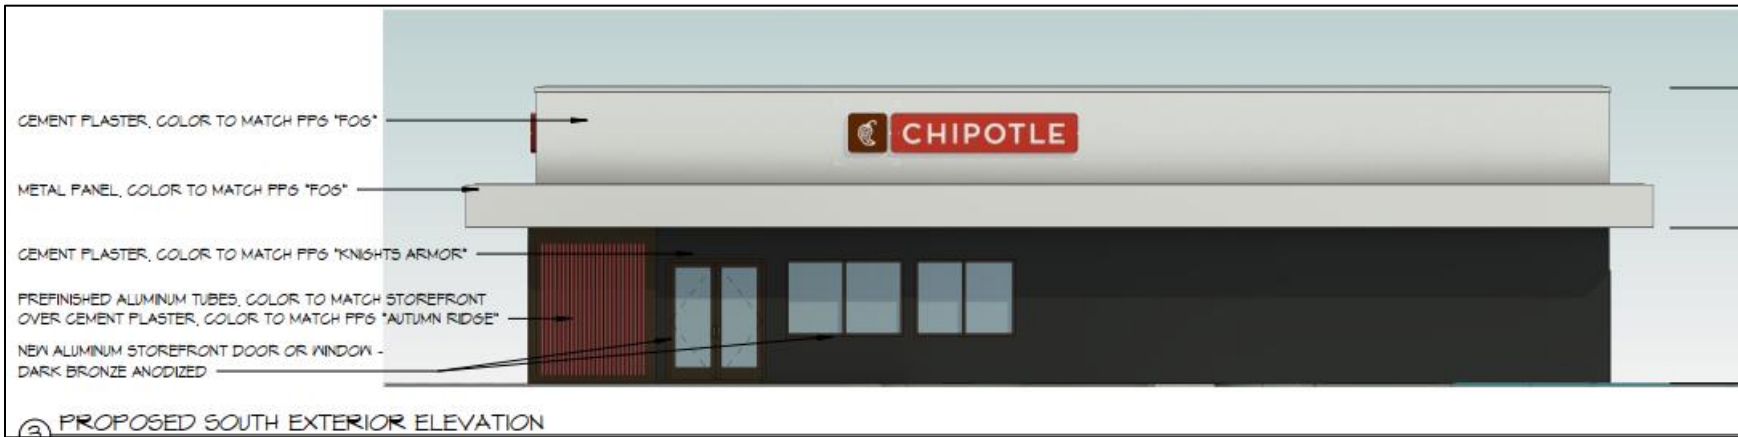 CEMENT PLASTER, COLOR TO MATCH PPG "FOG"
CHIPOTLE
METAL PANEL, COLOR TO MATCH PPG "FOG"
CEMENT PLASTER, COLOR TO MATCH PPG "KNIGHTS ARMOR"
PREFINISHED ALUMINUM TUBES, COLOR TO MATCH STOREFRONT
OVER CEMENT PLASTER, COLOR TO MATCH PPG "AUTUMN RIDGE"
NEW ALUMINUM STOREFRONT DOOR OR WINDOW -
DARK BRONZE ANODIZED
3 PROPOSED SOUTH EXTERIOR ELEVATION